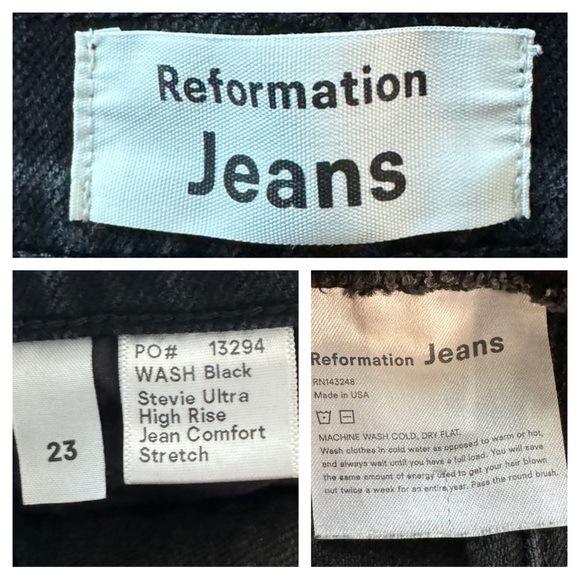 Reformation
Jeans
23
PO# 13294
WASH Black
Stevie Ultra
High Rise
Jean Comfort
Stretch
Reformation Jeans
RN143248
Made in USA
MACHINE WASH COLD, DRY FLAT.
Wash clothes in cold water as opposed to warm or hot,
and always wait until you have a full load. You will save
the same amount of energy used to get your hair blown
out twice a week for an entire year. Pass the round brush.